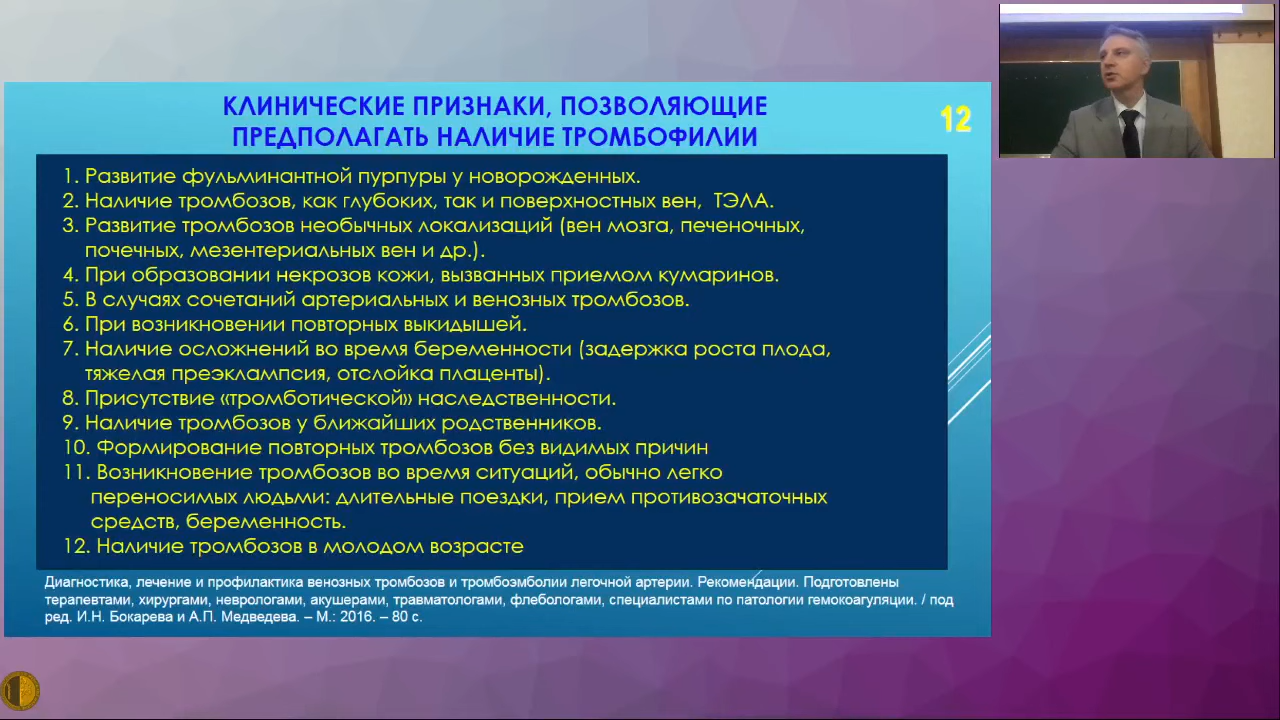 КЛИНИЧЕСКИЕ ПРИЗНАКИ, ПОЗВОЛЯЮЩИЕ
ПРЕДПОЛАГАТЬ НАЛИЧИЕ ТРОМБОФИЛИИ
12
1. Развитие фульминантной пурпуры у новорожденных.
2. Наличие тромбозов, как глубоких, так и поверхностных вен, ТЭЛА.
3. Развитие тромбозов необычных локализаций (вен мозга, печеночных,
почечных, мезентериальных вен и др.).
4. При образовании некрозов кожи, вызванных приемом кумаринов.
5. В случаях сочетаний артериальных и венозных тромбозов.
6. При возникновении повторных выкидышей.
7. Наличие осложнений во время беременности (задержка роста плода,
тяжелая преэклампсия, отслойка плаценты).
8. Присутствие «тромботической» наследственности.
9. Наличие тромбозов у ближайших родственников.
10. Формирование повторных тромбозов без видимых причин
11. Возникновение тромбозов во время ситуаций, обычно легко
переносимых людьми: длительные поездки, прием противозачаточных
средств, беременность.
12. Наличие тромбозов в молодом возрасте
Диагностика, лечение и профилактика венозных тромбозов и тромбоэмболии легочной артерии. Рекомендации. Подготовлены
терапевтами, хирургами, неврологами, акушерами, травматологами, флебологами, специалистами по патологии гемокоагуляции. / под
ред. И.Н. Бокарева и А.П. Медведева. – М.: 2016. – 80 с.